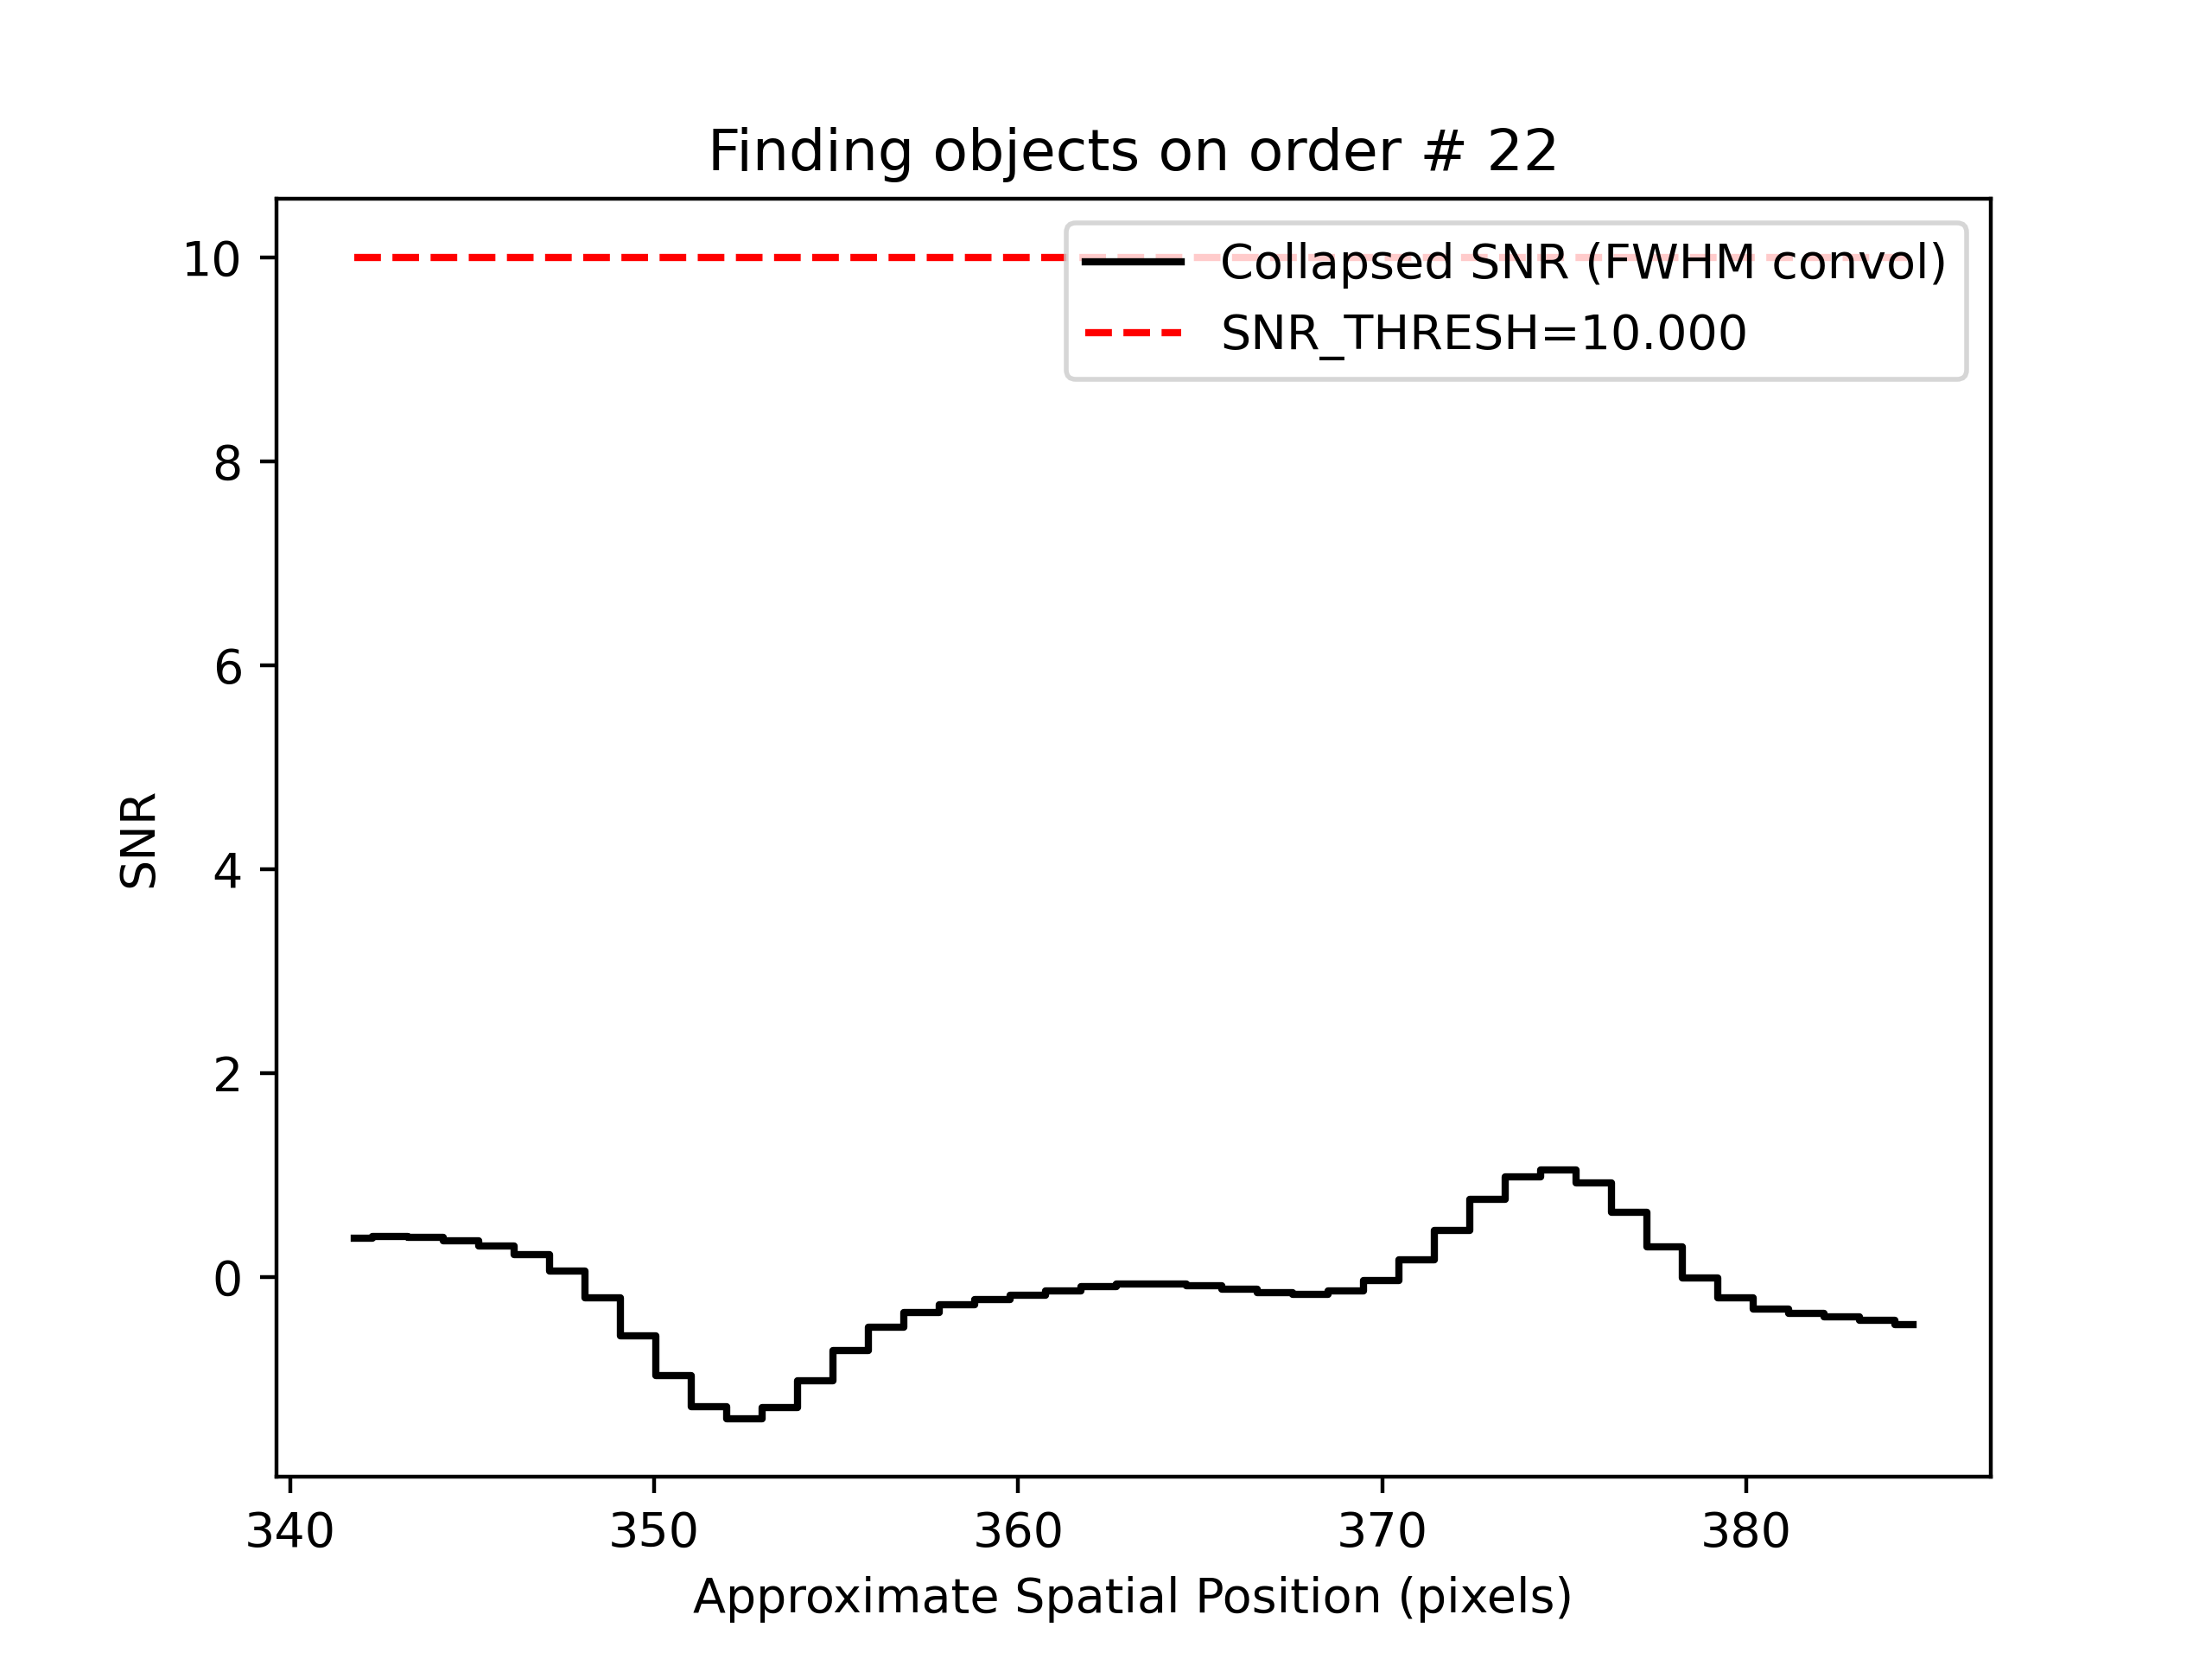 Finding objects on order # 22
Collapsed SNR (FWHM convol)
SNR_THRESH=10.000
10
8
6
4
2
0
SNR
340 350 360 370 380
Approximate Spatial Position (pixels)